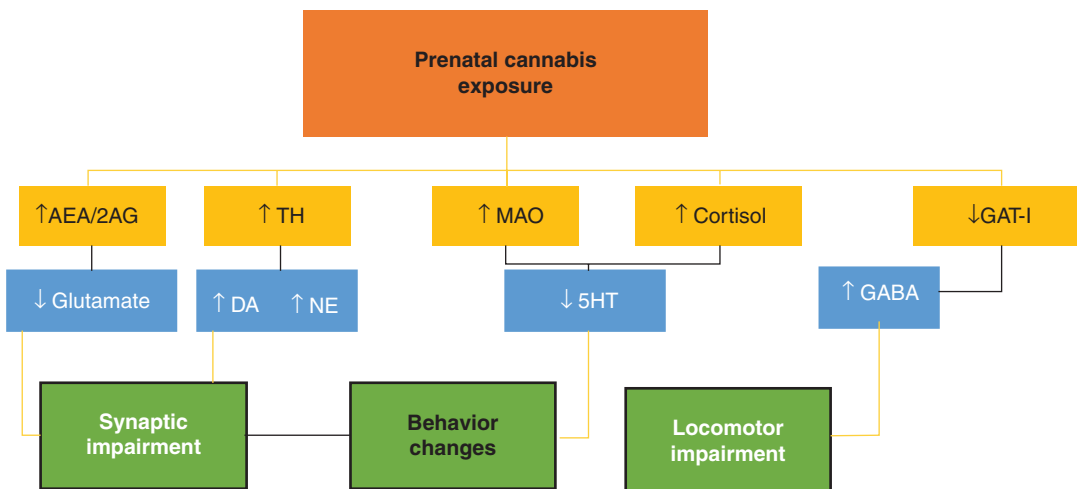 Prenatal cannabis
exposure
↑AEA/2AG
↑ TH
↑ MAO
↑ Cortisol
↓GAT-I
↓ Glutamate
↑ DA ↑ NE
↓ 5HT
↑ GABA
Synaptic
impairment
Behavior
changes
Locomotor
impairment